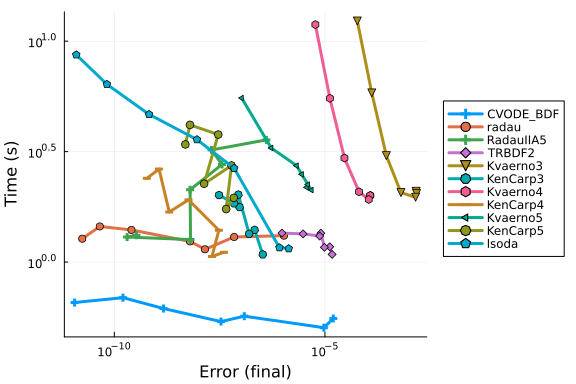 10^1.0
10^0.5
10^0.0
Time (s)
10^-10
10^-5
Error (final)
CVODE_BDF
radau
RadauIIA5
TRBDF2
Kvaerno3
KenCarp3
Kvaerno4
KenCarp4
Kvaerno5
KenCarp5
lsoda